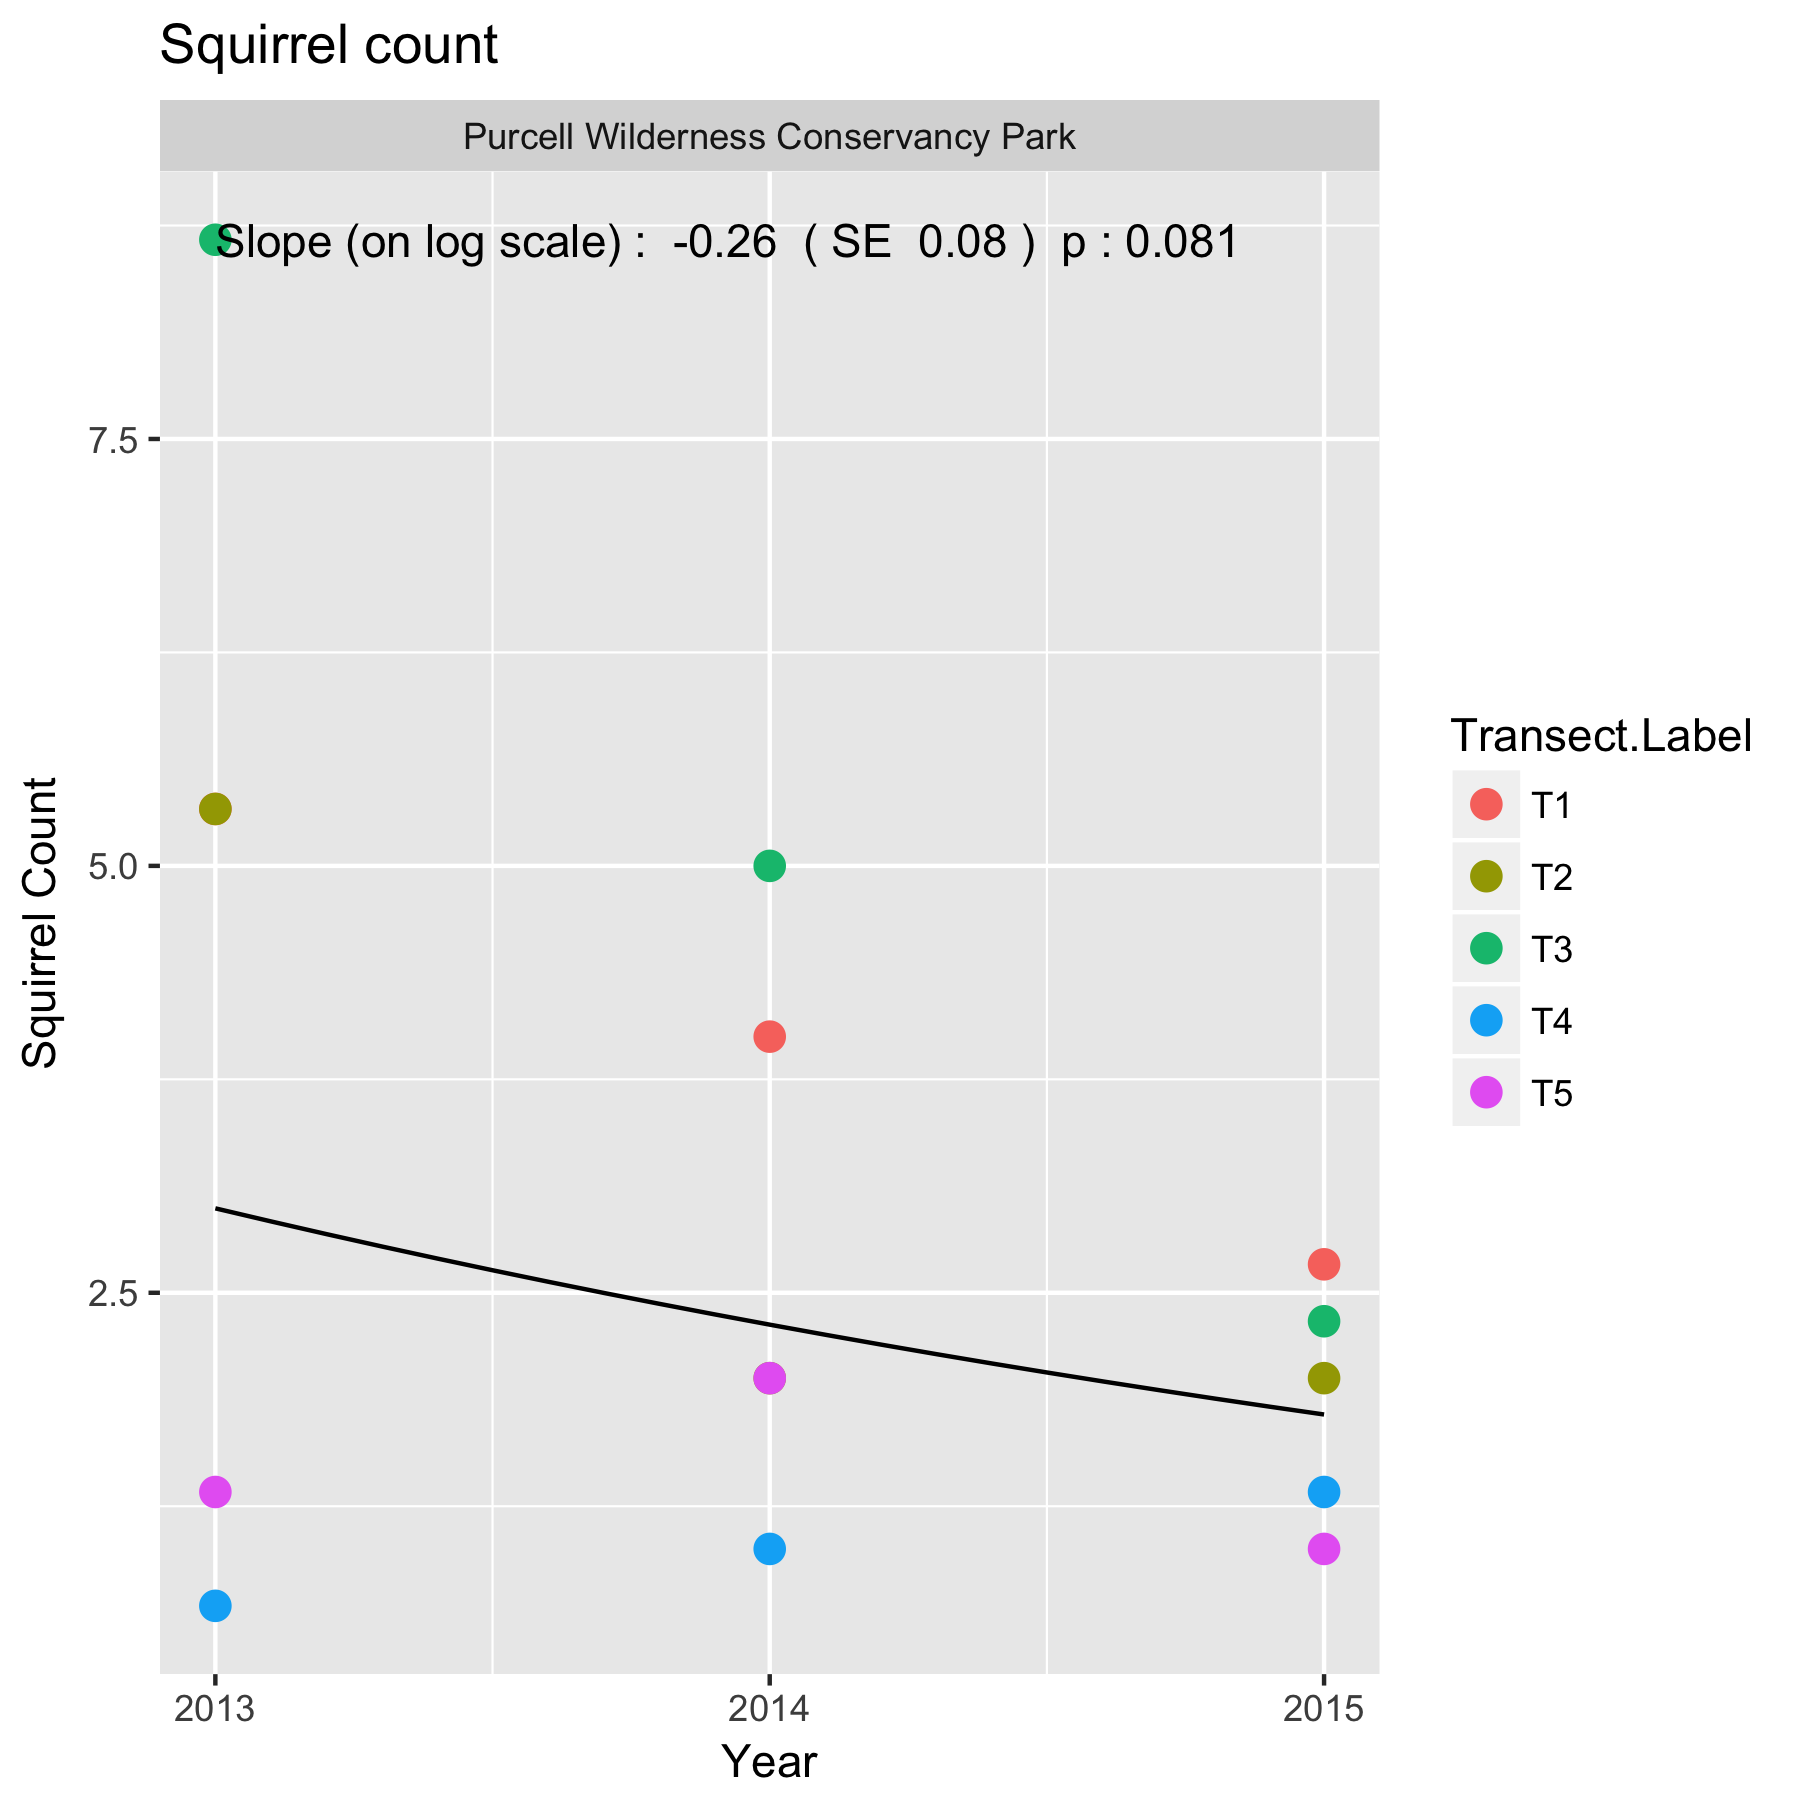 Squirrel count
Purcell Wilderness Conservancy Park
Slope (on log scale) :  -0.26  ( SE  0.08 )  p : 0.081
7.5
5.0
2.5
Squirrel Count
2013
2014
2015
Year
Transect.Label
T1
T2
T3
T4
T5